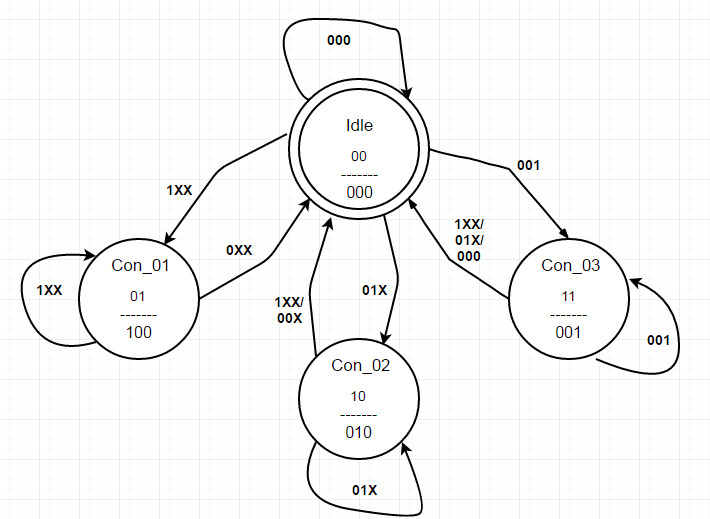 000
Idle
00
-------
000
1XX
001
0XX
1XX/
01X/
000
Con_01
01
-------
100
1XX
1XX/
00X
01X
Con_03
11
-------
001
001
Con_02
10
-------
010
01X